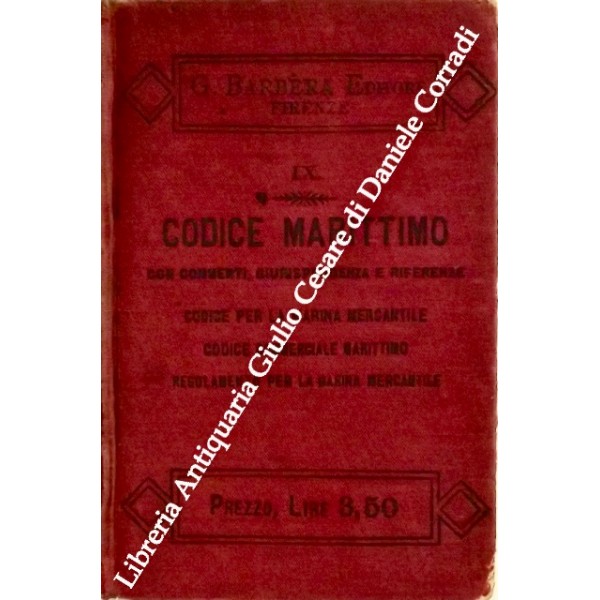 G. BARBÈRA EDITORE
FIRENZE
IX.
CODICE MARITTIMO
CON COMMENTI, GIURISPRUDENZA E RIFERENZE
CODICE PER LA MARINA MERCANTILE
CODICE COMMERCIALE MARITTIMO
REGOLAMENTO PER LA MARINA MERCANTILE
PREZZO, LIRE 3,50
Libreria Antiquaria Giulio Cesare di Daniele Corradi